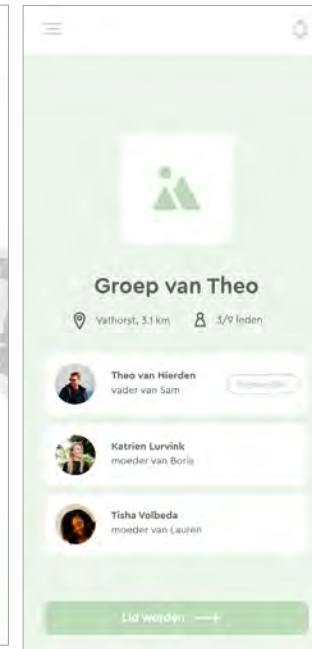 Groep van Theo
Vathorst, 3.1 km
3/9 leden
Theo van Hierden
vader van Sam
Katrien Lurvink
moeder van Boris
Tisha Volbeda
moeder van Lauren
Lid worden